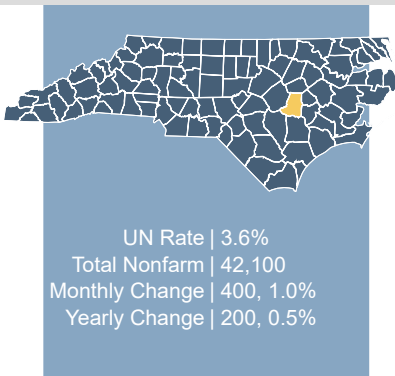 UN Rate | 3.6%
Total Nonfarm | 42,100
Monthly Change | 400, 1.0%
Yearly Change | 200, 0.5%